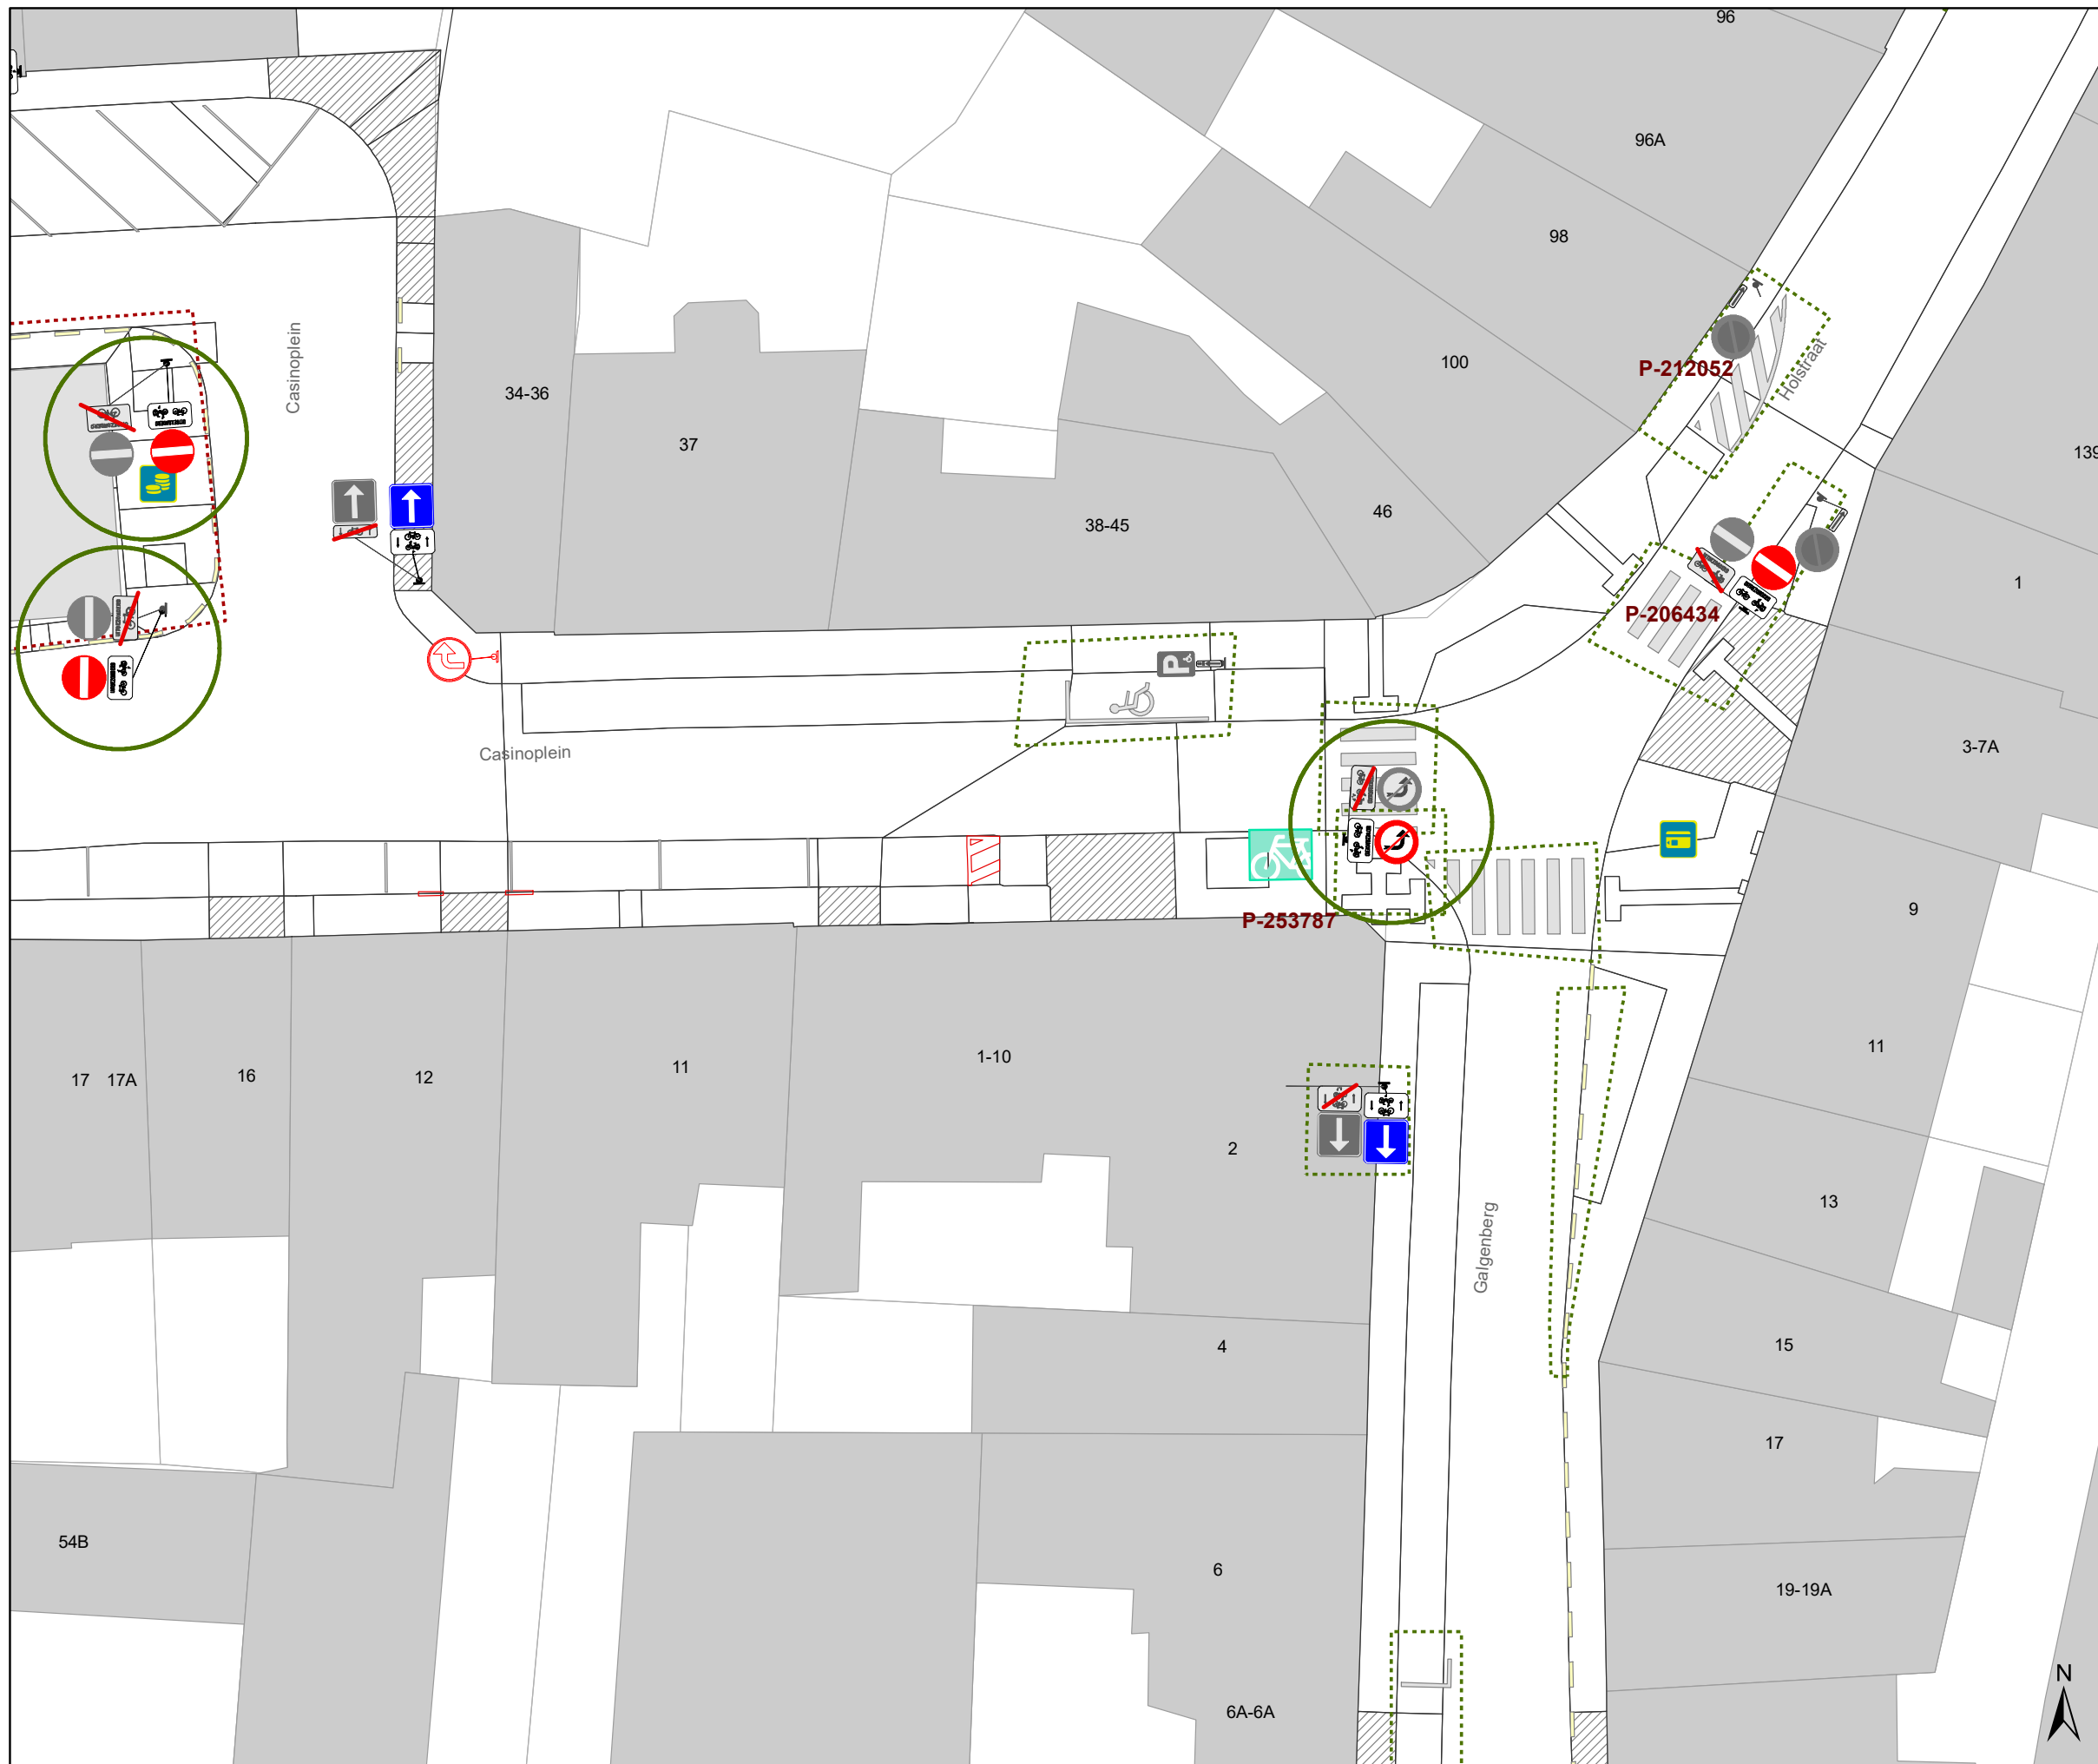 96
96A
98
Casinoplein
100
P-212052
Holstraat
34-36
37
139
46
38-45
1
P-206434
P
3-7A
Casinoplein
9
P-253787
11
1-10
11
16
12
17 17A
2
13
Galgenberg
15
4
17
54B
6
19-19A
N
6A-6A